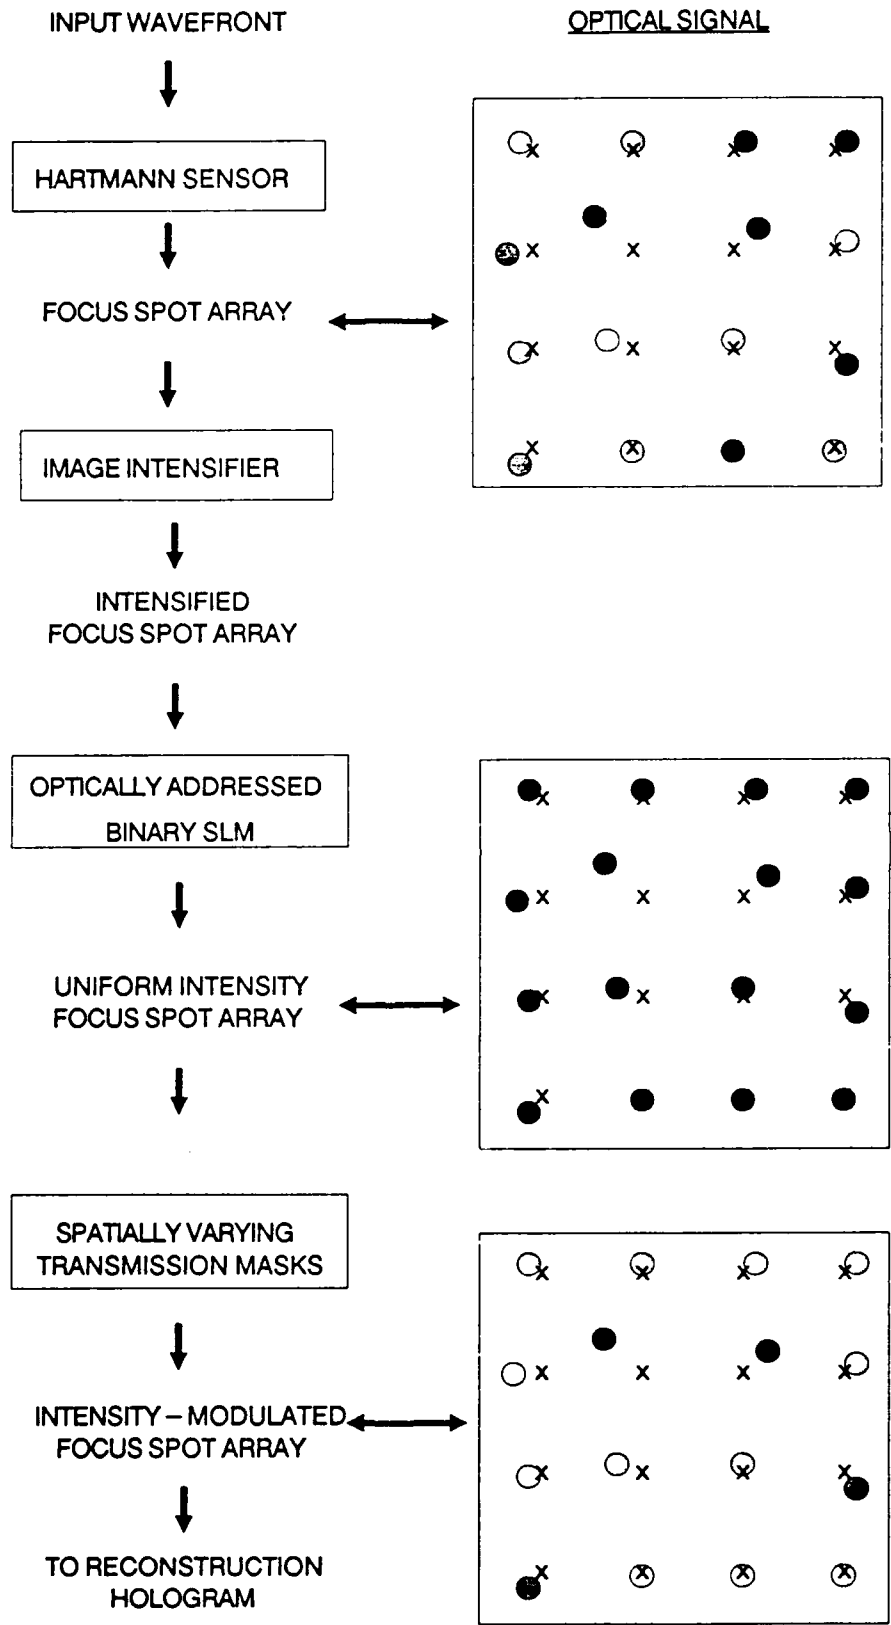 INPUT WAVEFRONT
OPTICAL SIGNAL
HARTMANN SENSOR
FOCUS SPOT ARRAY
IMAGE INTENSIFIER
INTENSIFIED
FOCUS SPOT ARRAY
OPTICALLY ADDRESSED
BINARY SLM
UNIFORM INTENSITY
FOCUS SPOT ARRAY
SPATIALLY VARYING
TRANSMISSION MASKS
INTENSITY – MODULATED
FOCUS SPOT ARRAY
TO RECONSTRUCTION
HOLOGRAM